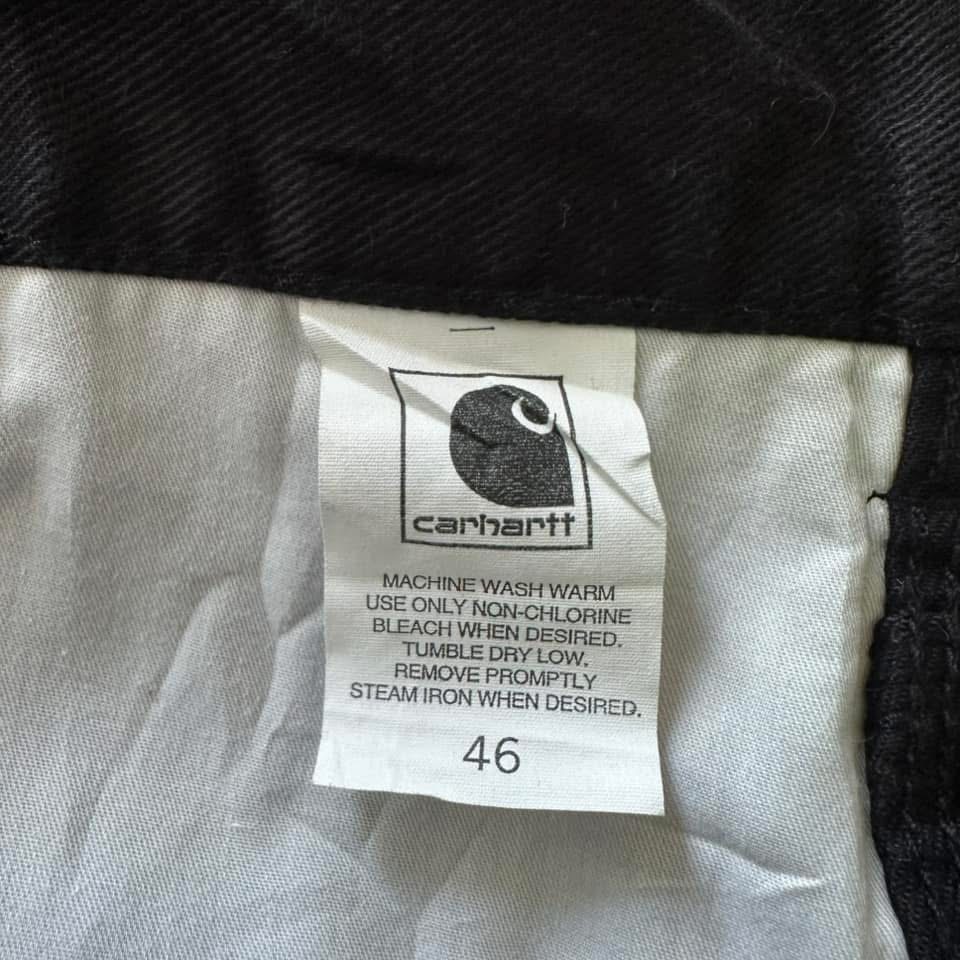 carhartt
MACHINE WASH WARM
USE ONLY NON-CHLORINE
BLEACH WHEN DESIRED.
TUMBLE DRY LOW.
REMOVE PROMPTLY
STEAM IRON WHEN DESIRED.
46